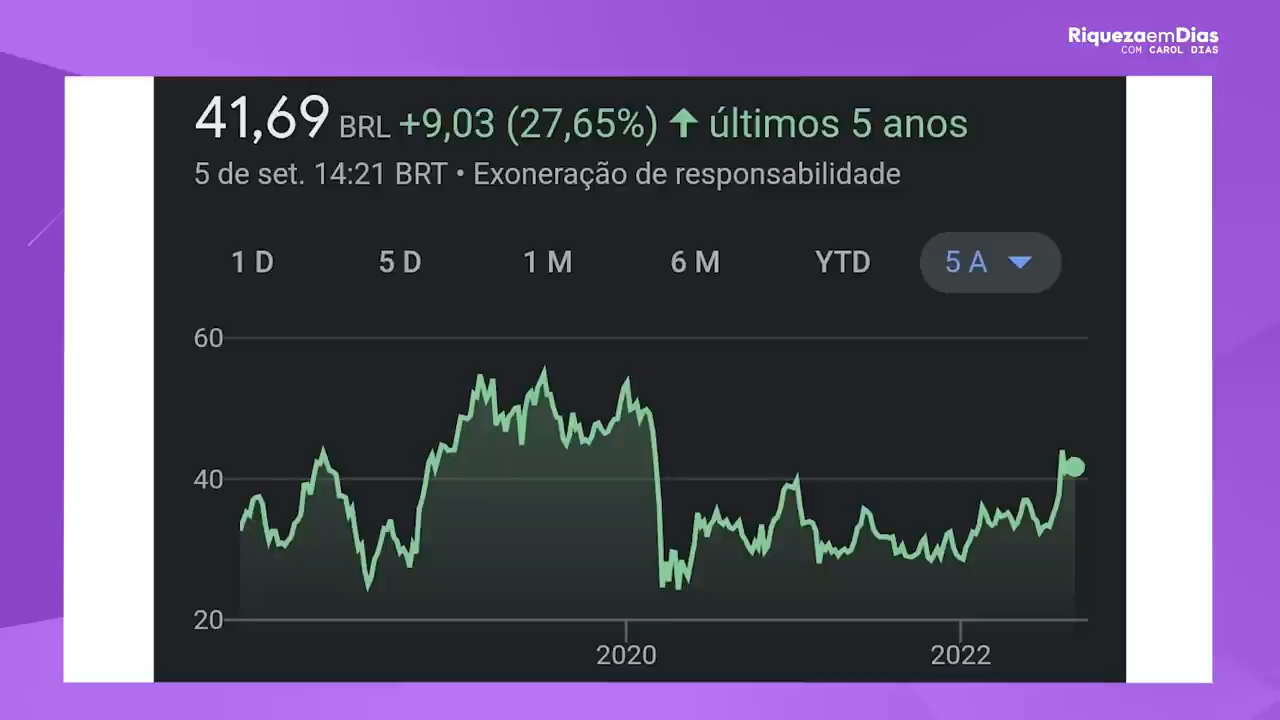 RiquezaemDias
COM CAROL DIAS
41,69 BRL +9,03 (27,65%) ↑ últimos 5 anos
5 de set. 14:21 BRT • Exoneração de responsabilidade
1 D 5 D 1 M 6 M YTD 5 A
60
40
20
2020 2022